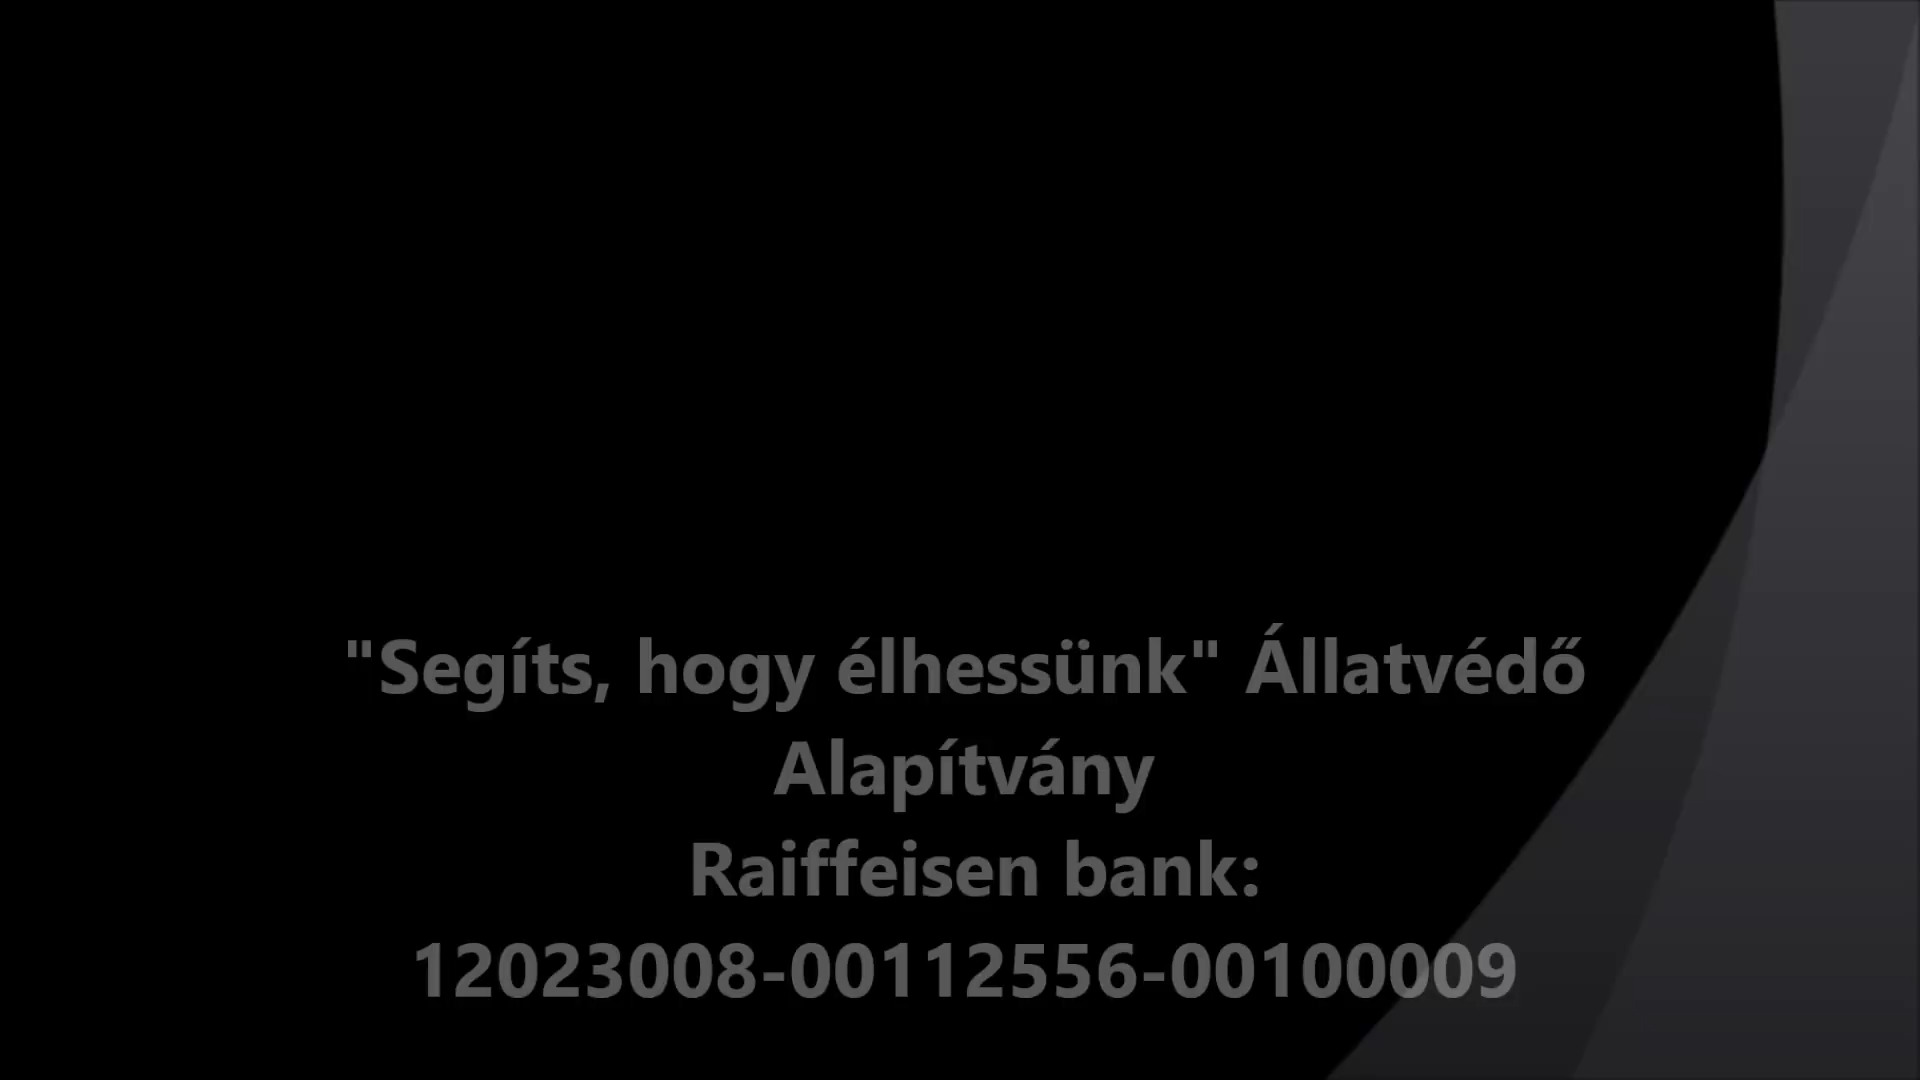 "Segíts, hogy élhessünk" Állatvédő
Alapítvány
Raiffeisen bank:
12023008-00112556-00100009